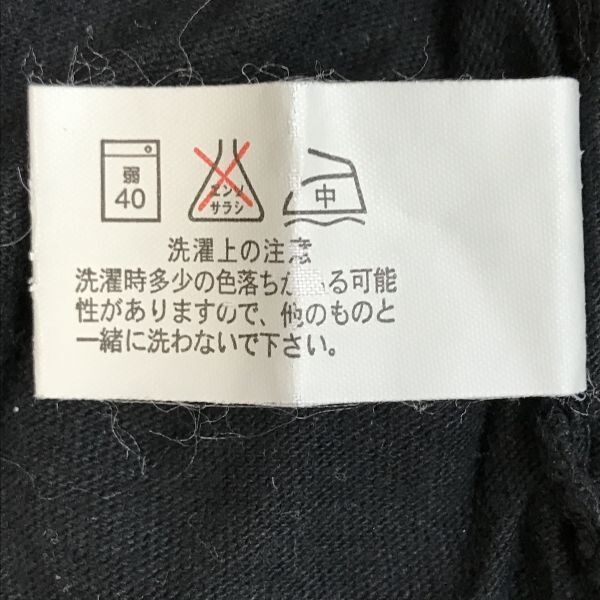 弱
40
エンソ
サラシ
中
洗濯上の注意
洗濯時多少の色落ちがある可能
性がありますので、他のものと
一緒に洗わないで下さい。